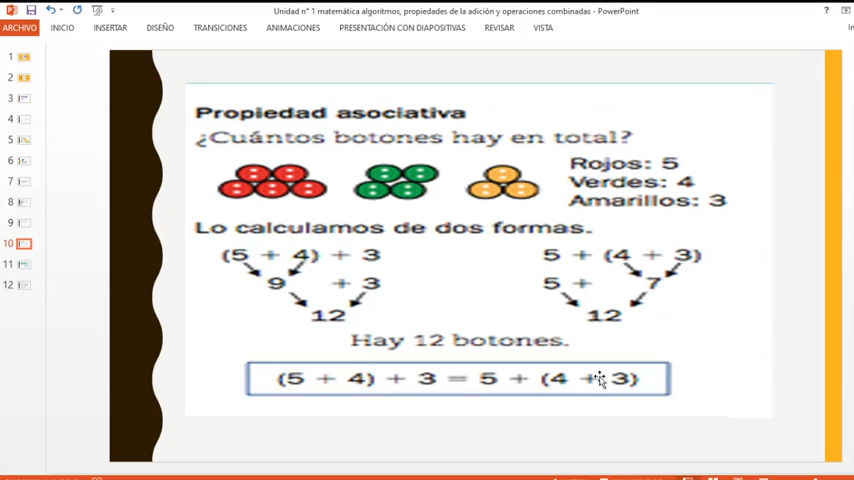 Unidad n° 1 matemática algoritmos, propiedades de la adición y operaciones combinadas - PowerPoint
?
ARCHIVO INICIO INSERTAR DISEÑO TRANSICIONES ANIMACIONES PRESENTACIÓN CON DIAPOSITIVAS REVISAR VISTA
1
2
3
4
5
6
7
8
9
10
11
12
Propiedad asociativa
¿Cuántos botones hay en total?
Rojos: 5
Verdes: 4
Amarillos: 3
Lo calculamos de dos formas.
(5 + 4) + 3 5 + (4 + 3)
9 + 3 5 + 7
12 12
Hay 12 botones.
(5 + 4) + 3 = 5 + (4 + 3)